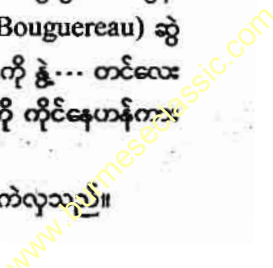 Bouguereau) ဆွဲ
ကို နွဲ့... တင်လေး
ကို ကိုင်နေဟန်ကား
ကဲလှသည်။
www.burmeseclassic.com